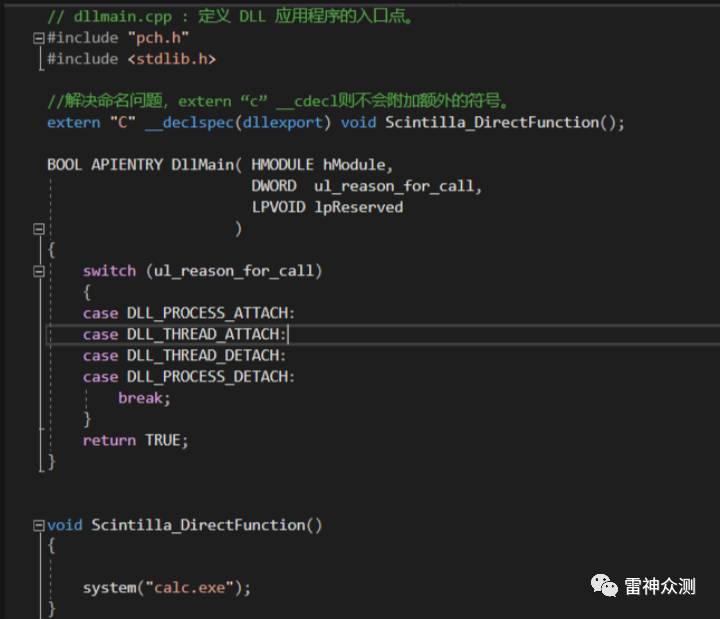 // dllmain.cpp : 定义 DLL 应用程序的入口点。
#include "pch.h"
#include <stdlib.h>
//解决命名问题，extern “c” __cdecl则不会附加额外的符号。
extern "C" __declspec(dllexport) void Scintilla_DirectFunction();
BOOL APIENTRY DllMain( HMODULE hModule,
DWORD ul_reason_for_call,
LPVOID lpReserved
)
{
switch (ul_reason_for_call)
{
case DLL_PROCESS_ATTACH:
case DLL_THREAD_ATTACH:
case DLL_THREAD_DETACH:
case DLL_PROCESS_DETACH:
break;
}
return TRUE;
}
void Scintilla_DirectFunction()
{
system("calc.exe");
}
雷神众测